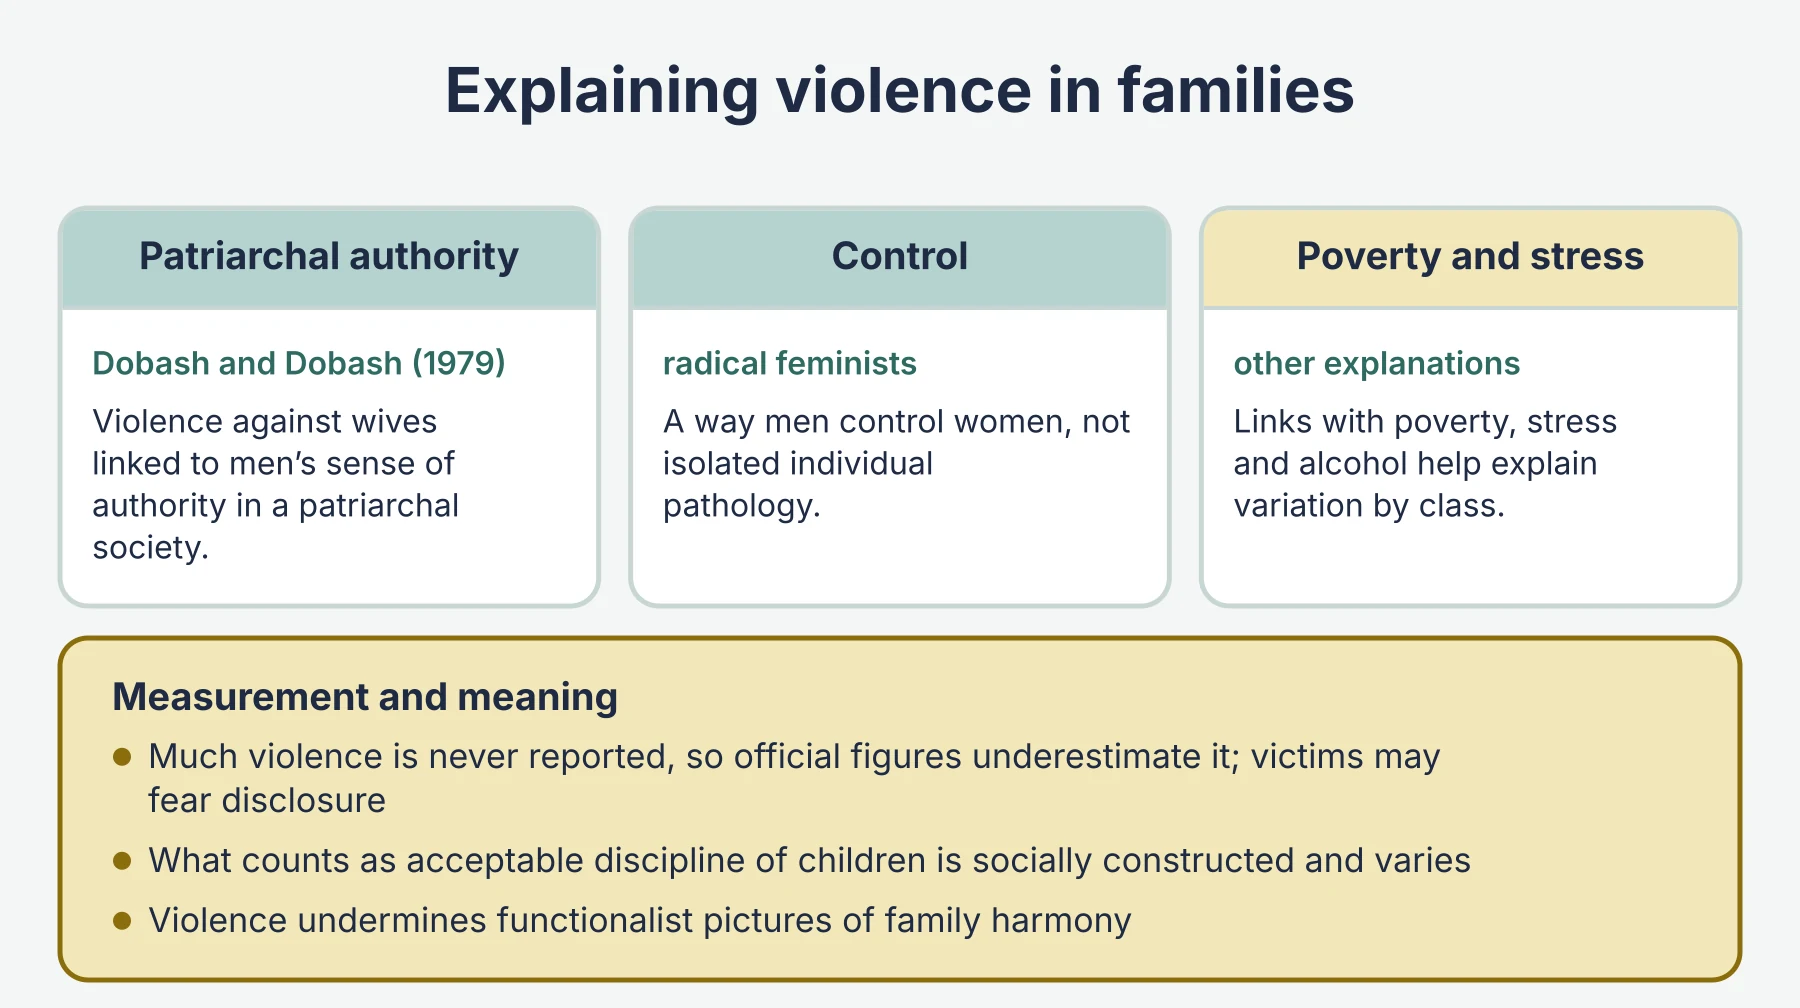 Explaining violence in families
Patriarchal authority
Dobash and Dobash (1979)
Violence against wives
linked to men’s sense of
authority in a patriarchal
society.
Control
radical feminists
A way men control women, not
isolated individual
pathology.
Poverty and stress
other explanations
Links with poverty, stress
and alcohol help explain
variation by class.
Measurement and meaning
Much violence is never reported, so official figures underestimate it; victims may
fear disclosure
What counts as acceptable discipline of children is socially constructed and varies
Violence undermines functionalist pictures of family harmony